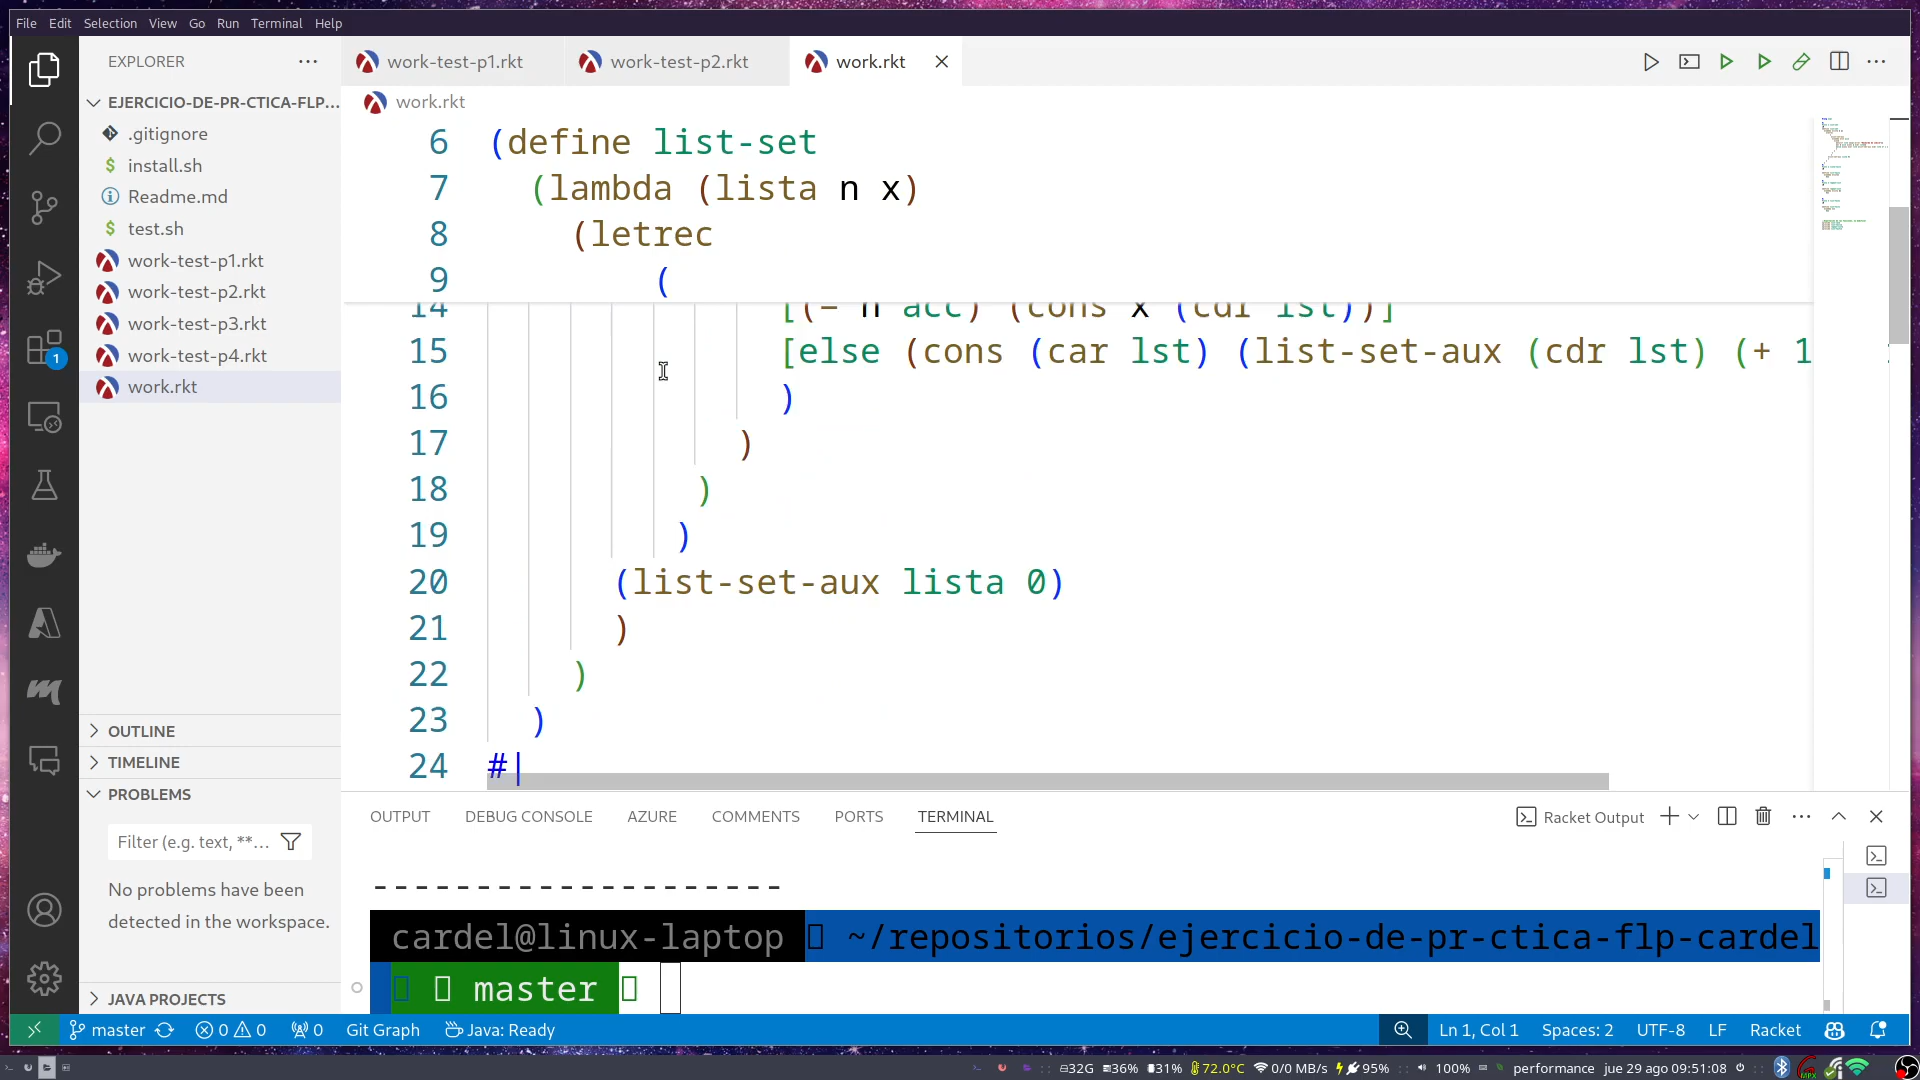 File Edit Selection View Go Run Terminal Help
EXPLORER
EJERCICIO-DE-PR-CTICA-FLP...
.gitignore
install.sh
Readme.md
test.sh
work-test-p1.rkt
work-test-p2.rkt
work-test-p3.rkt
work-test-p4.rkt
work.rkt
OUTLINE
TIMELINE
PROBLEMS
Filter (e.g. text, **...
No problems have been
detected in the workspace.
JAVA PROJECTS
1
work-test-p1.rkt work-test-p2.rkt work.rkt
work.rkt
6 (define list-set
7 (lambda (lista n x)
8 (letrec
9 (
14 [(= n acc) (cons x (cdr lst))]
15 [else (cons (car lst) (list-set-aux (cdr lst) (+ 1
16 )
17 )
18 )
19 )
20 (list-set-aux lista 0)
21 )
22 )
23 )
24 #|
OUTPUT DEBUG CONSOLE AZURE COMMENTS PORTS TERMINAL
Racket Output
--------------------
cardel@linux-laptop ~/repositorios/ejercicio-de-pr-ctica-flp-cardel
master
master 0 0 0 Git Graph Java: Ready Ln 1, Col 1 Spaces: 2 UTF-8 LF Racket
32G 36% 31% 72.0°C 0/0 MB/s 95% 100% performance jue 29 ago 09:51:08